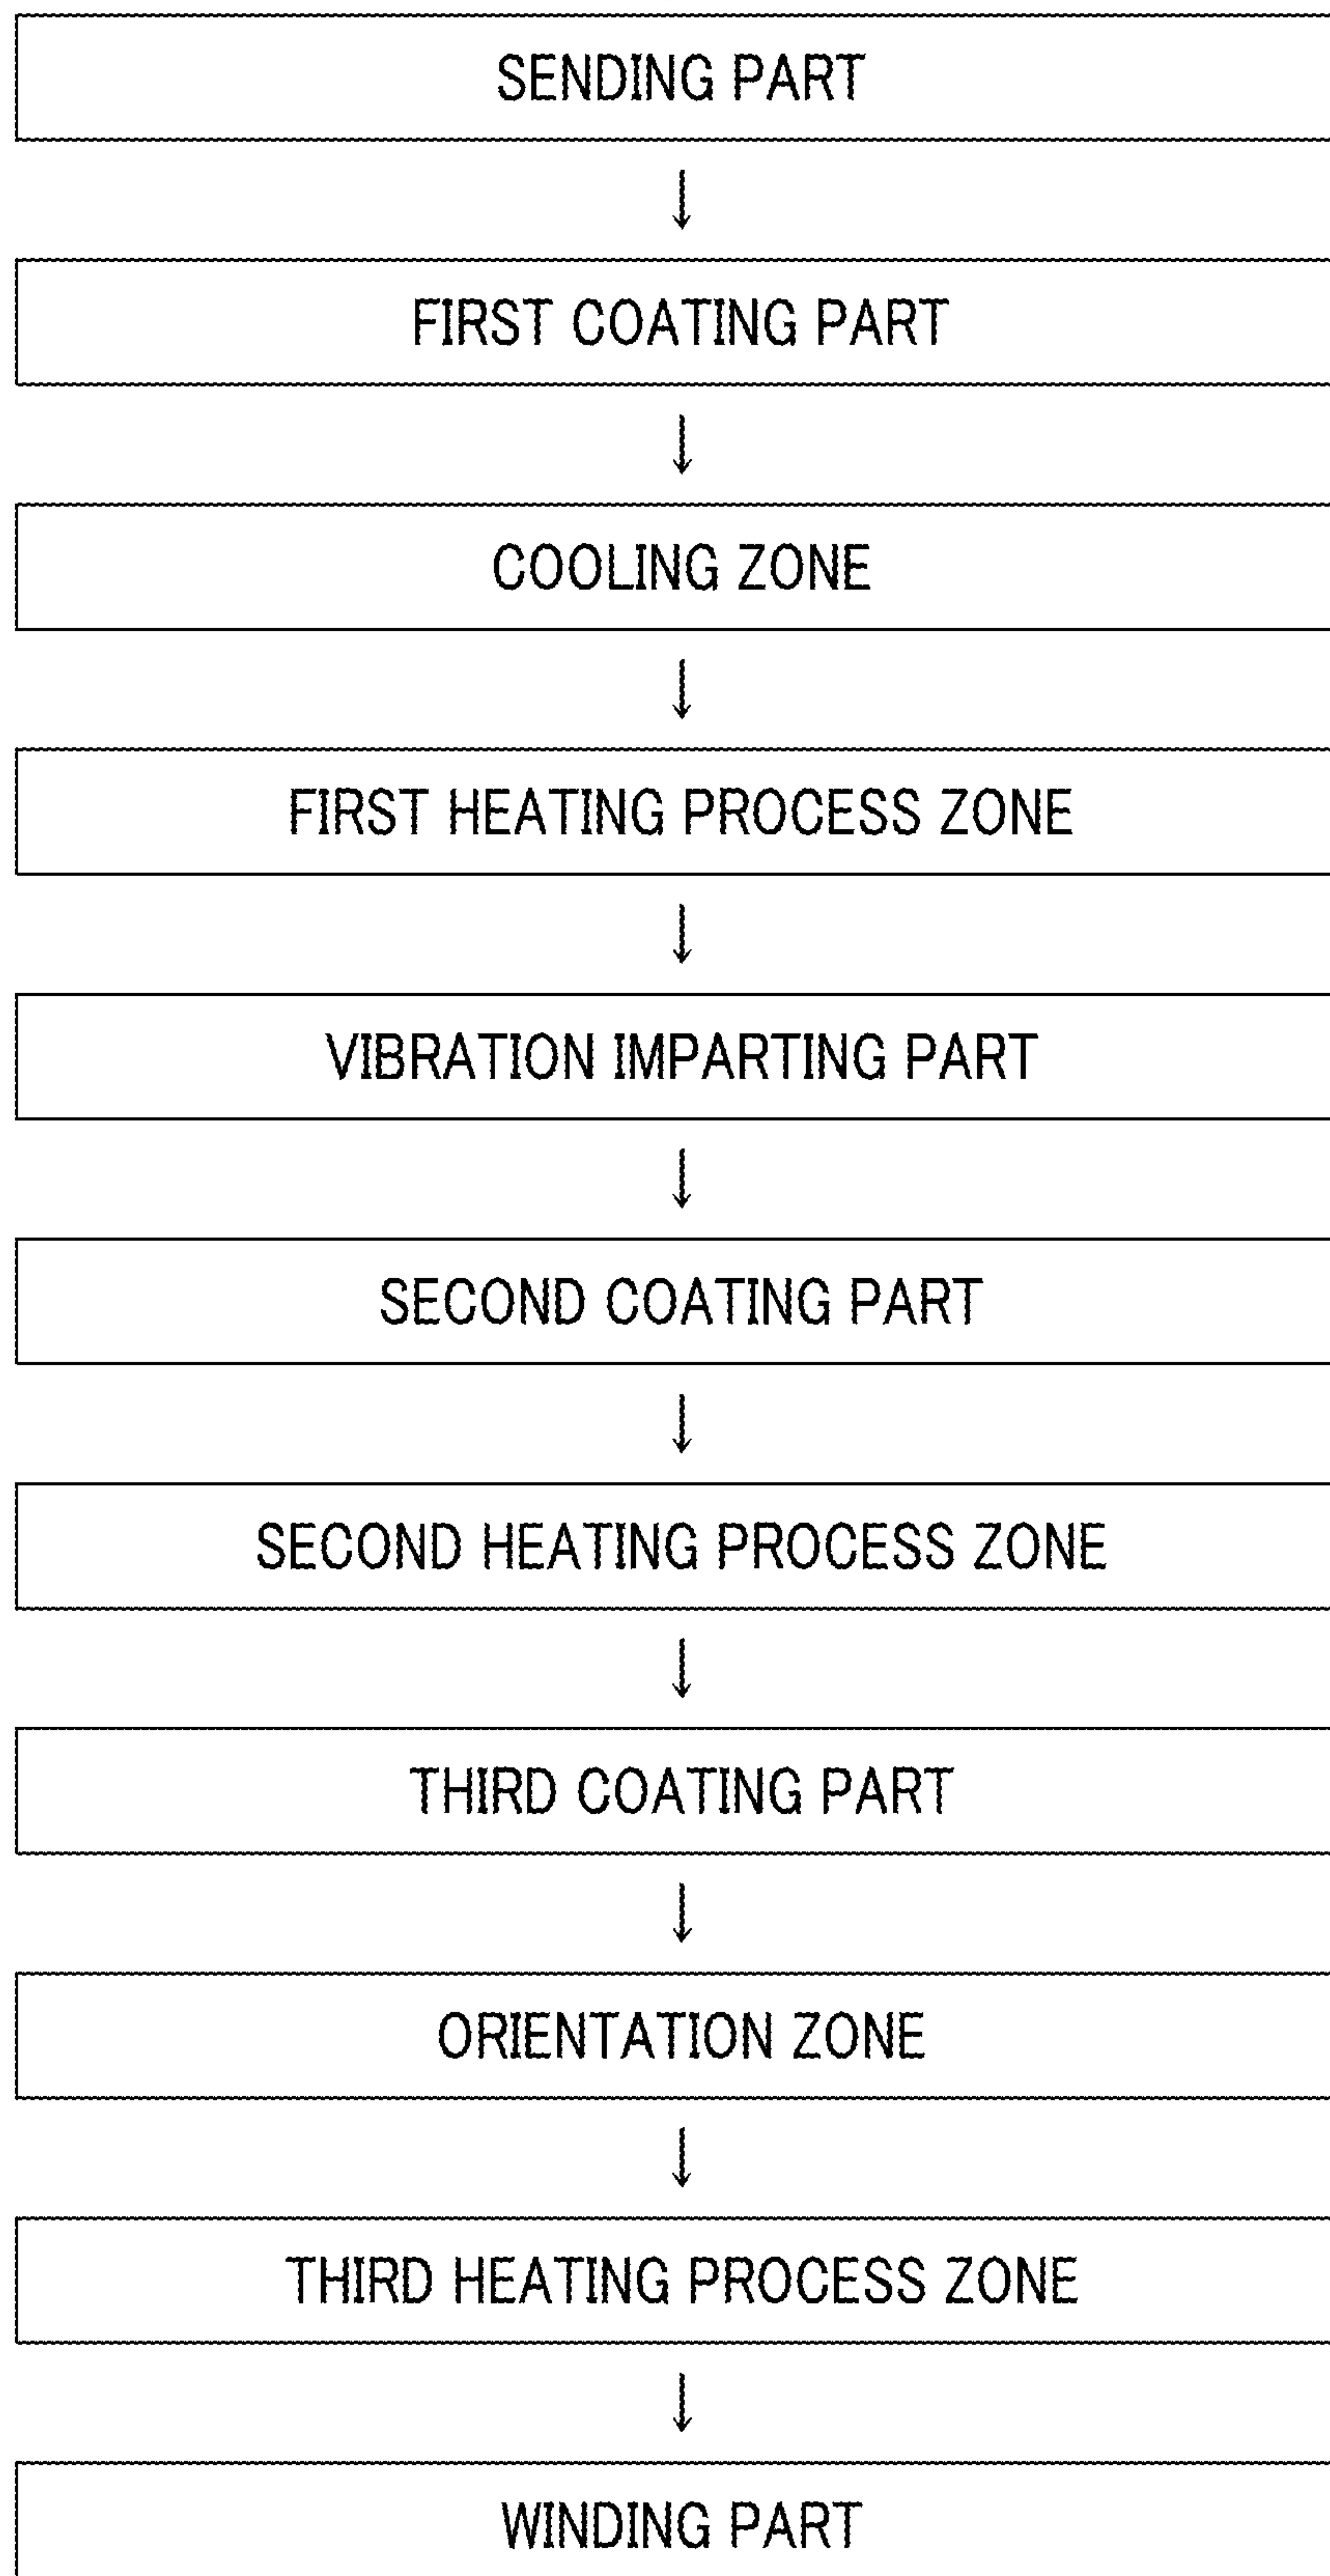 SENDING PART
↓
FIRST COATING PART
↓
COOLING ZONE
↓
FIRST HEATING PROCESS ZONE
↓
VIBRATION IMPARTING PART
↓
SECOND COATING PART
↓
SECOND HEATING PROCESS ZONE
↓
THIRD COATING PART
↓
ORIENTATION ZONE
↓
THIRD HEATING PROCESS ZONE
↓
WINDING PART